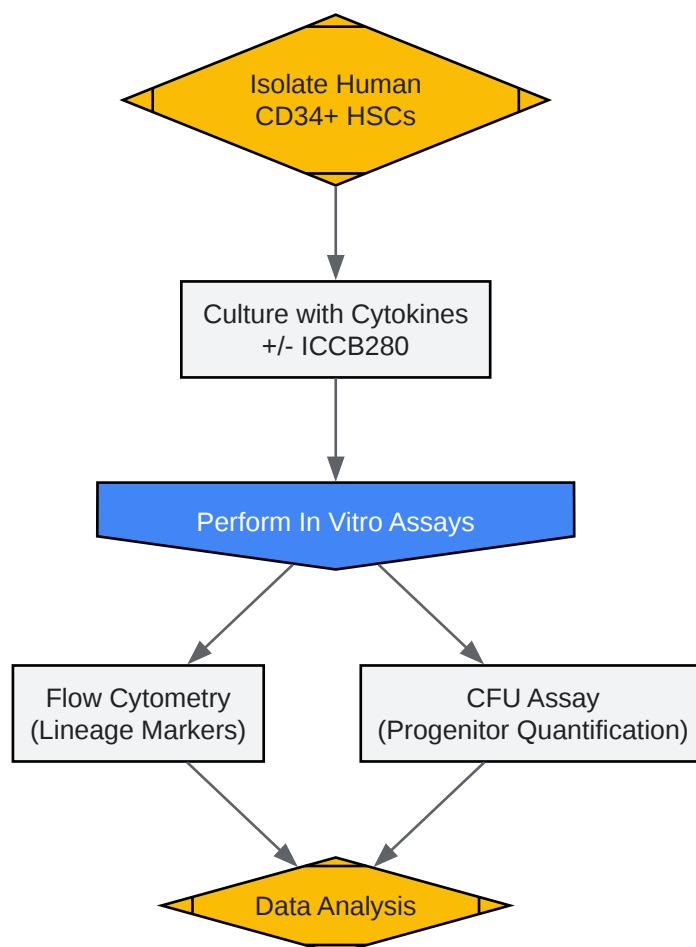 Isolate Human
CD34+ HSCs
Culture with Cytokines
+/- ICCB280
Perform In Vitro Assays
Flow Cytometry
(Lineage Markers)
CFU Assay
(Progenitor Quantification)
Data Analysis